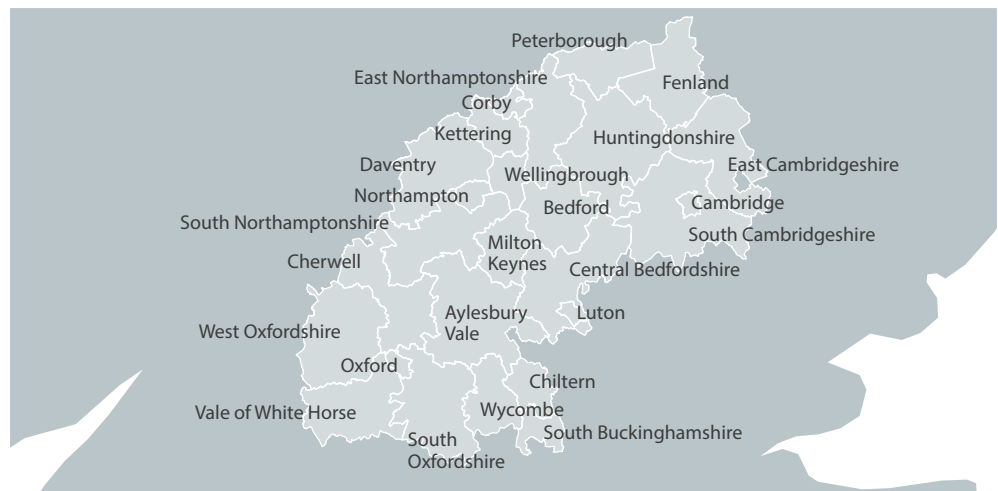 Peterborough
East Northamptonshire
Fenland
Corby
Kettering
Huntingdonshire
Daventry
East Cambridgeshire
Wellingbrough
Northampton
Cambridge
Bedford
South Northamptonshire
South Cambridgeshire
Milton
Keynes
Cherwell
Central Bedfordshire
Aylesbury
Vale
Luton
West Oxfordshire
Oxford
Chiltern
Wycombe
Vale of White Horse
South Buckinghamshire
South
Oxfordshire